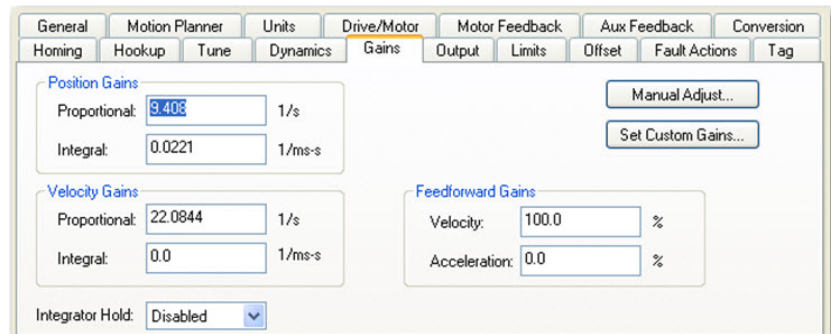 General Motion Planner Units Drive/Motor Motor Feedback Aux Feedback Conversion
Homing Hookup Tune Dynamics Gains Output Limits Offset Fault Actions Tag
Position Gains
Proportional: 9.408 1/s
Manual Adjust...
Integral: 0.0221 1/ms-s
Set Custom Gains...
Velocity Gains
Proportional: 22.0844 1/s
Integral: 0.0 1/ms-s
Feedforward Gains
Velocity: 100.0 %
Acceleration: 0.0 %
Integrator Hold: Disabled